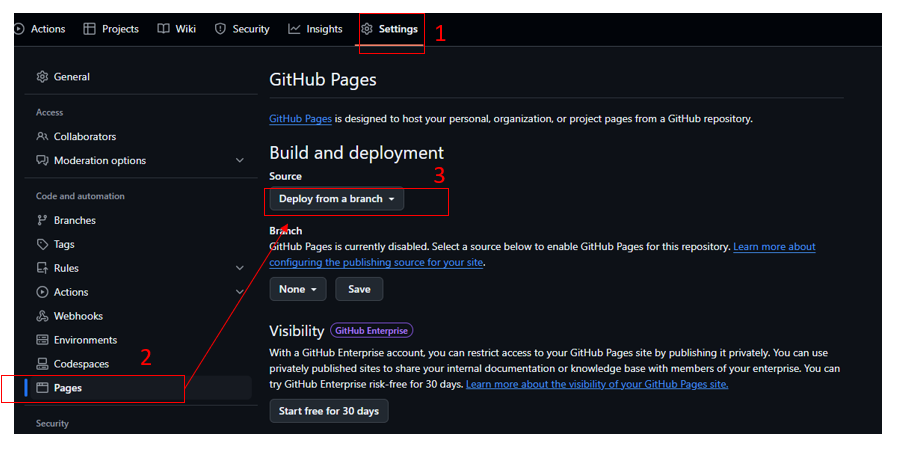 Actions Projects Wiki Security Insights Settings 1
General
Access
Collaborators
Moderation options
Code and automation
Branches
Tags
Rules
Actions
Webhooks
Environments
Codespaces
2
Pages
Security
GitHub Pages
GitHub Pages is designed to host your personal, organization, or project pages from a GitHub repository.
Build and deployment
Source
3
Deploy from a branch
Branch
GitHub Pages is currently disabled. Select a source below to enable GitHub Pages for this repository. Learn more about
configuring the publishing source for your site.
None Save
Visibility GitHub Enterprise
With a GitHub Enterprise account, you can restrict access to your GitHub Pages site by publishing it privately. You can use
privately published sites to share your internal documentation or knowledge base with members of your enterprise. You can
try GitHub Enterprise risk-free for 30 days. Learn more about the visibility of your GitHub Pages site.
Start free for 30 days